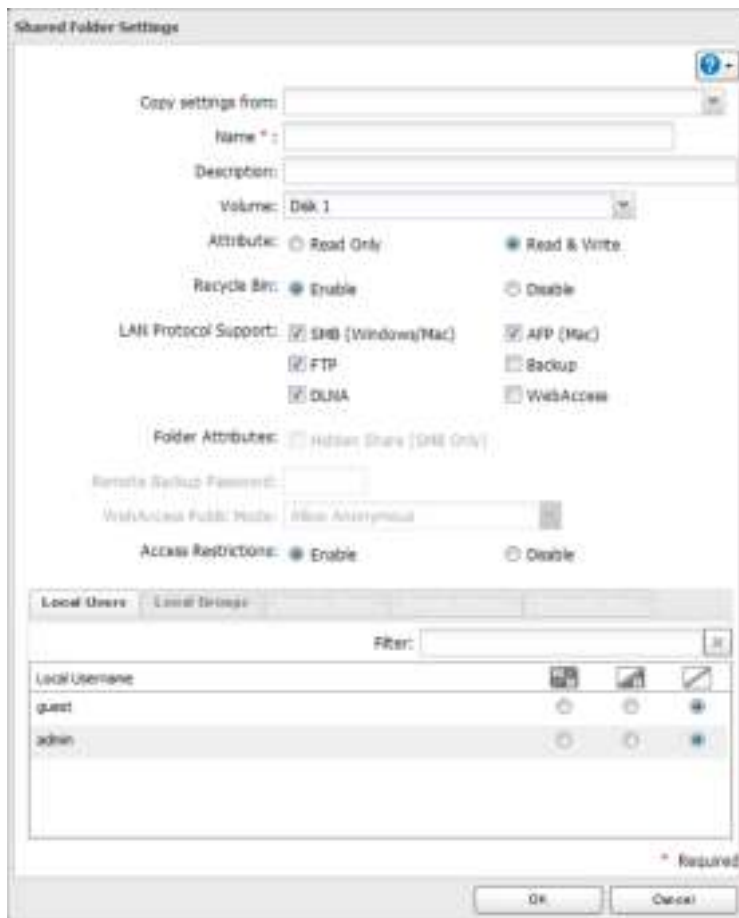 Shared Folder Settings
Copy settings from:
Name * :
Description:
Volume: Disk 1
Attribute: Read Only Read & Write
Recycle Bin: Enable Disable
LAN Protocol Support: SMB (Windows/Mac) AFP (Mac)
FTP Backup
DLNA WebAccess
Folder Attributes: Hidden Share (SMB Only)
Remote Backup Password:
WebAccess Public Mode: Allow Anonymous
Access Restrictions: Enable Disable
Local Users Local Groups
Filter:
Local Username
guest
admin
* Required
OK Cancel